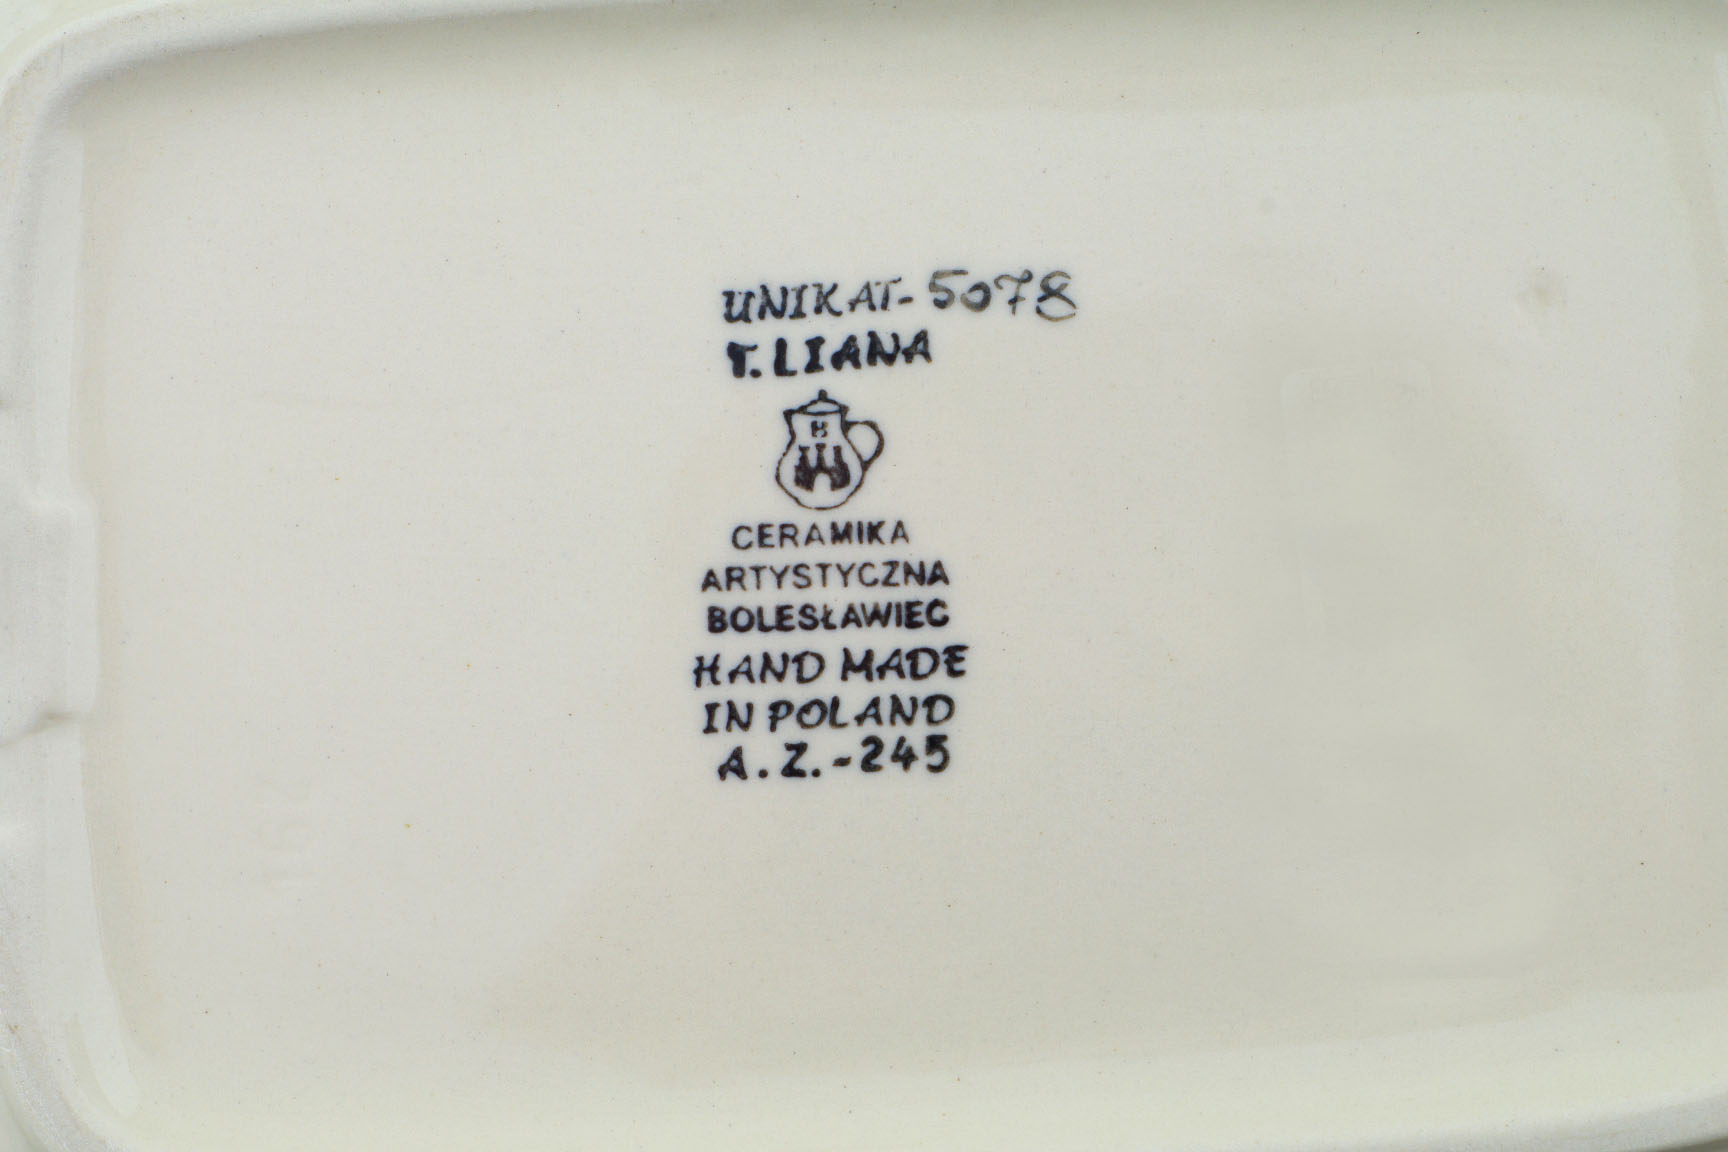 UNIKAT-5078
T.LIANA
B
CERAMIKA
ARTYSTYCZNA
BOLESŁAWIEC
HAND MADE
IN POLAND
A.Z.-245